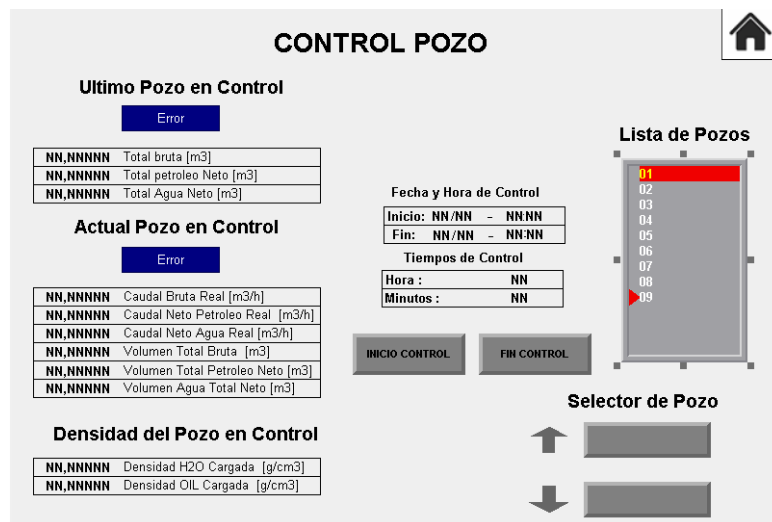 CONTROL POZO
Ultimo Pozo en Control
Error
NN,NNNNN Total bruta [m3]
NN,NNNNN Total petroleo Neto [m3]
NN,NNNNN Total Agua Neto [m3]
Actual Pozo en Control
Error
NN,NNNNN Caudal Bruta Real [m3/h]
NN,NNNNN Caudal Neto Petroleo Real [m3/h]
NN,NNNNN Caudal Neto Agua Real [m3/h]
NN,NNNNN Volumen Total Bruta [m3]
NN,NNNNN Volumen Total Petroleo Neto [m3]
NN,NNNNN Volumen Agua Total Neto [m3]
Densidad del Pozo en Control
NN,NNNNN Densidad H2O Cargada [g/cm3]
NN,NNNNN Densidad OIL Cargada [g/cm3]
Fecha y Hora de Control
Inicio: NN/NN - NN:NN
Fin: NN/NN - NN:NN
Tiempos de Control
Hora : NN
Minutos : NN
INICIO CONTROL
FIN CONTROL
Lista de Pozos
01
02
03
04
05
06
07
08
09
Selector de Pozo